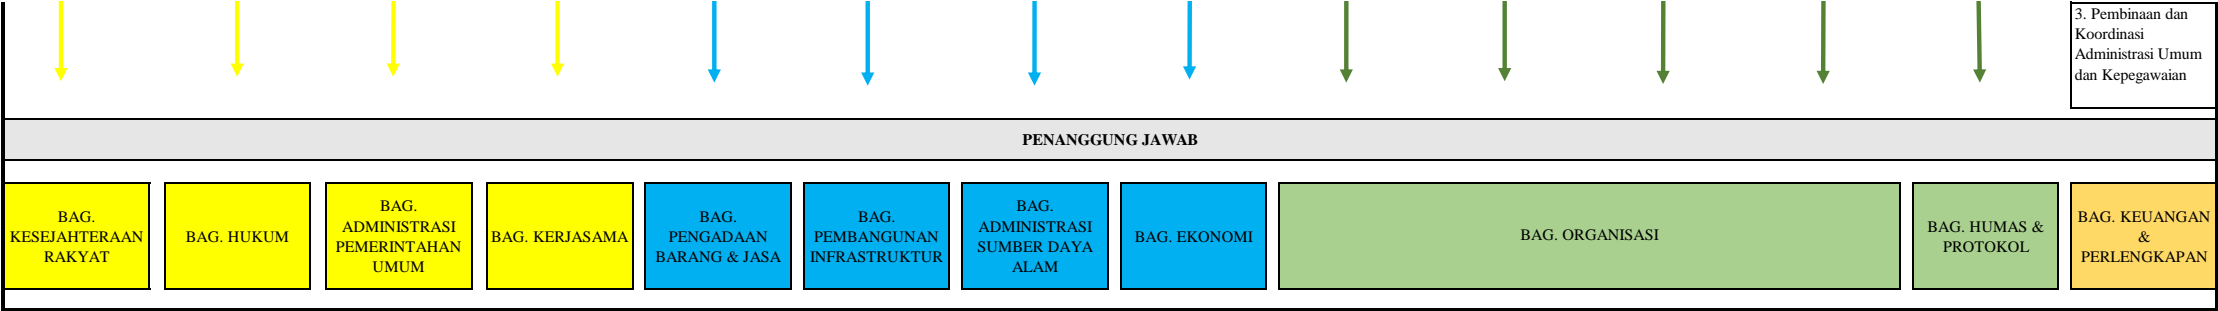 3. Pembinaan dan
Koordinasi
Administrasi Umum
dan Kepegawaian
PENANGGUNG JAWAB
BAG.
KESEJAHTERAAN
RAKYAT
BAG. HUKUM
BAG.
ADMINISTRASI
PEMERINTAHAN
UMUM
BAG. KERJASAMA
BAG.
PENGADAAN
BARANG & JASA
BAG.
PEMBANGUNAN
INFRASTRUKTUR
BAG.
ADMINISTRASI
SUMBER DAYA
ALAM
BAG. EKONOMI
BAG. ORGANISASI
BAG. HUMAS &
PROTOKOL
BAG. KEUANGAN
&
PERLENGKAPAN